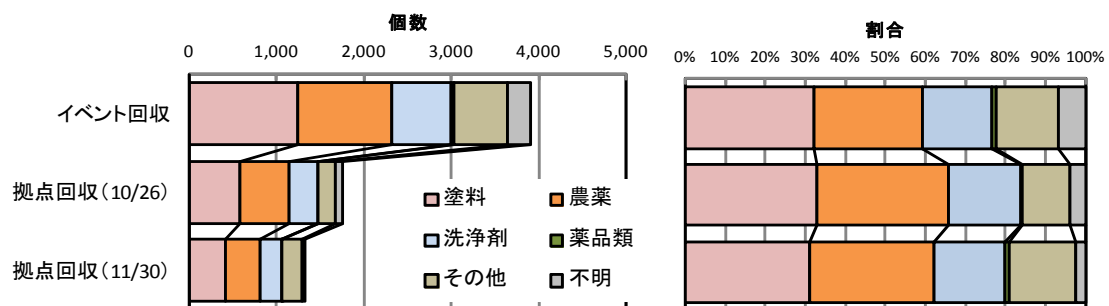 個数
0 1,000 2,000 3,000 4,000 5,000
イベント回収
拠点回収（10/26）
拠点回収（11/30）
塗料 農薬
洗浄剤 薬品類
その他 不明
割合
0% 10% 20% 30% 40% 50% 60% 70% 80% 90% 100%